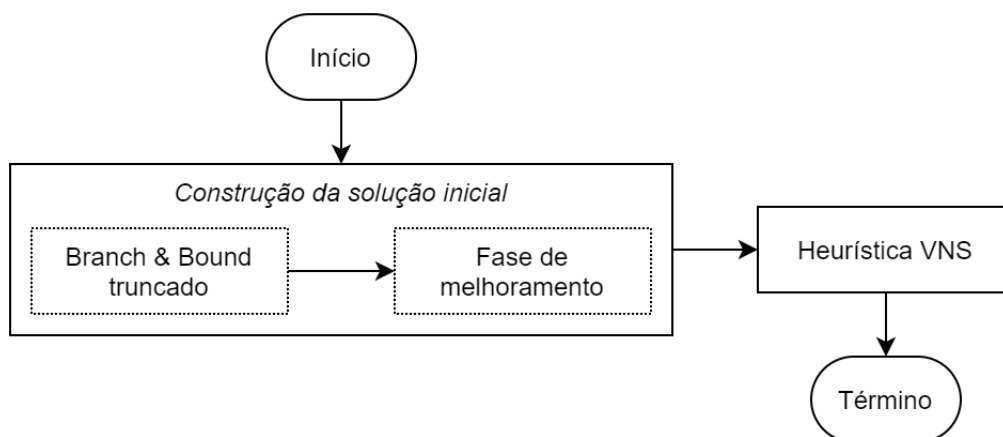 Início
Construção da solução inicial
Branch & Bound
truncado
Fase de
melhoramento
Heurística VNS
Término